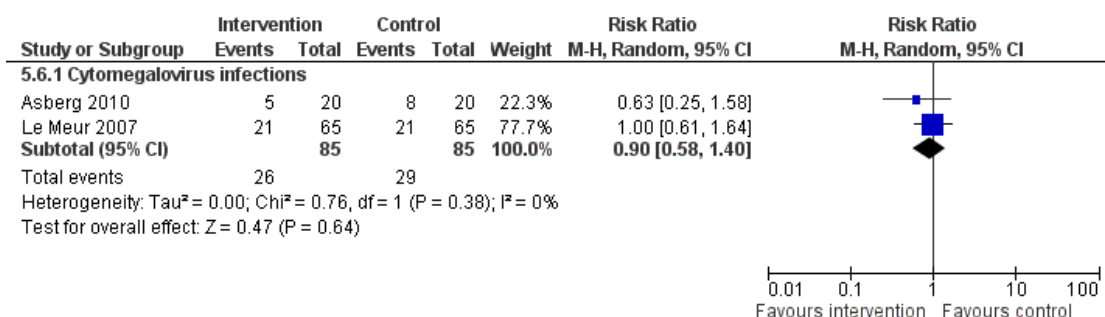 Intervention Control Risk Ratio Risk Ratio
Study or Subgroup Events Total Events Total Weight M-H, Random, 95% CI M-H, Random, 95% CI
5.6.1 Cytomegalovirus infections
Asberg 2010 5 20 8 20 22.3% 0.63 [0.25, 1.58]
Le Meur 2007 21 65 21 65 77.7% 1.00 [0.61, 1.64]
Subtotal (95% CI) 85 85 100.0% 0.90 [0.58, 1.40]
Total events 26 29
Heterogeneity: Tau² = 0.00; Chi² = 0.76, df = 1 (P = 0.38); I² = 0%
Test for overall effect: Z = 0.47 (P = 0.64)
0.01 0.1 1 10 100
Favours intervention Favours control